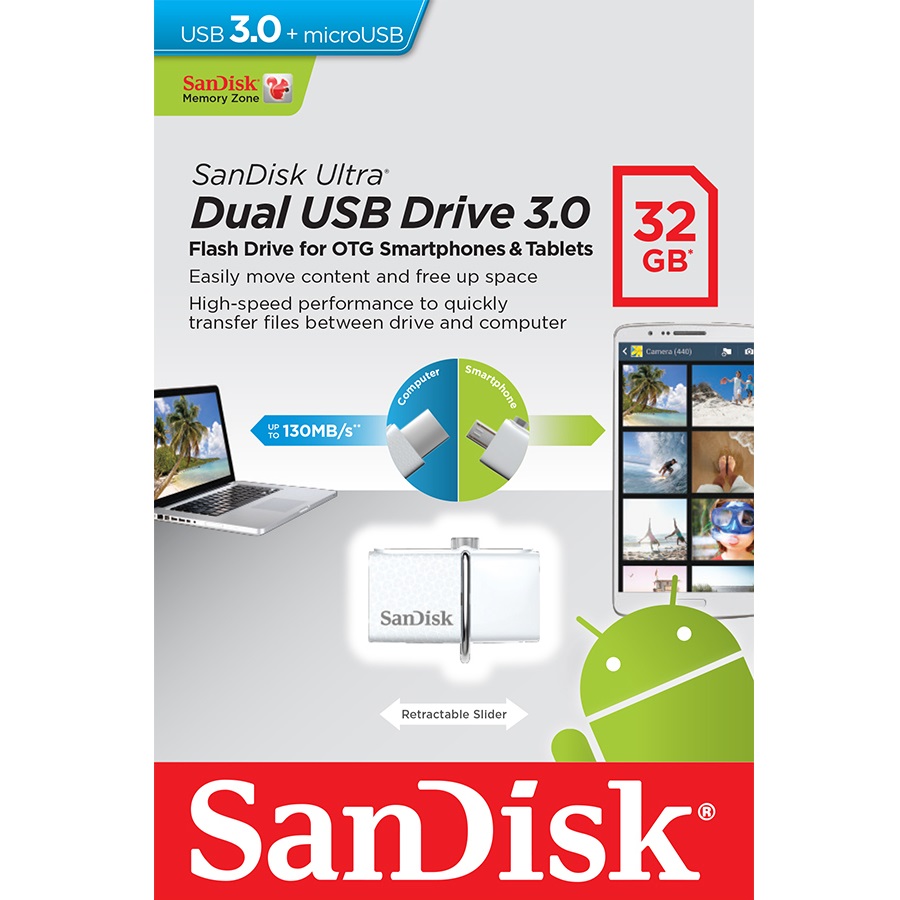 USB 3.0 + microUSB
SanDisk®
Memory Zone
SanDisk Ultra®
Dual USB Drive 3.0
Flash Drive for OTG Smartphones & Tablets
Easily move content and free up space
High-speed performance to quickly
transfer files between drive and computer
32
GB*
Camera (440)
Computer
Smartphone
UP TO 130MB/s**
SanDisk
Retractable Slider
SanDisk®